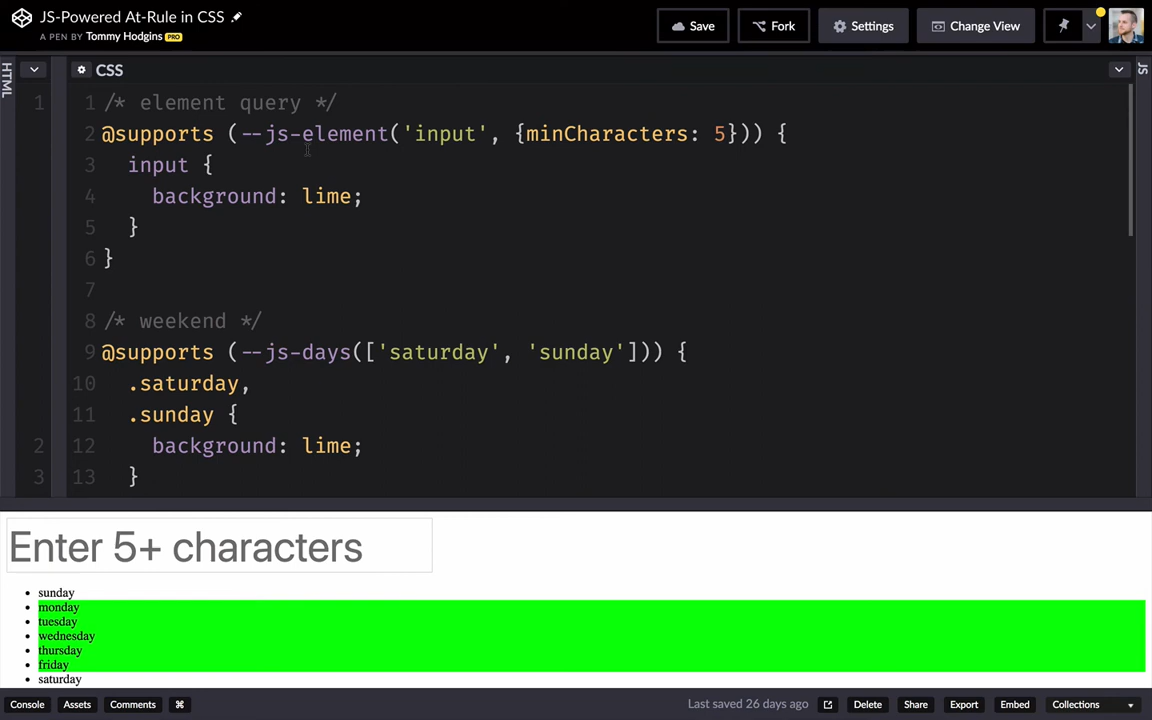 JS-Powered At-Rule in CSS
A PEN BY Tommy Hodgins PRO
Save
Fork
Settings
Change View
HTML
CSS
JS
1
1 /* element query */
2 @supports (--js-element('input', {minCharacters: 5})) {
3 input {
4 background: lime;
5 }
6 }
7
8 /* weekend */
9 @supports (--js-days(['saturday', 'sunday'])) {
10 .saturday,
11 .sunday {
2
12 background: lime;
3
13 }
Enter 5+ characters
• sunday
• monday
• tuesday
• wednesday
• thursday
• friday
• saturday
Console Assets Comments ⌘
Last saved 26 days ago
Delete Share Export Embed Collections